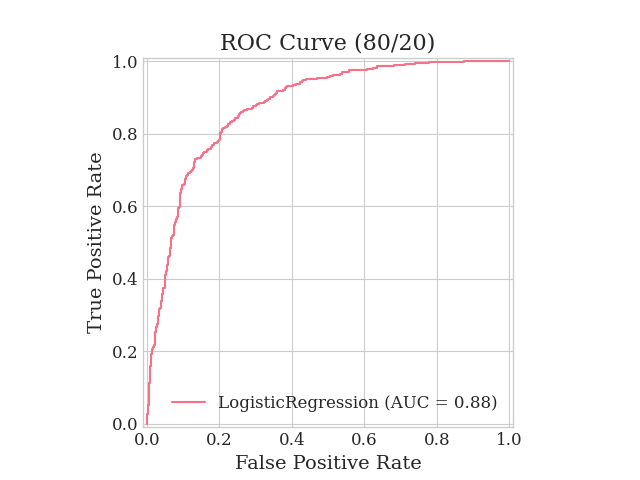 ROC Curve (80/20)
True Positive Rate
1.0
0.8
0.6
0.4
0.2
0.0
LogisticRegression (AUC = 0.88)
0.0 0.2 0.4 0.6 0.8 1.0
False Positive Rate